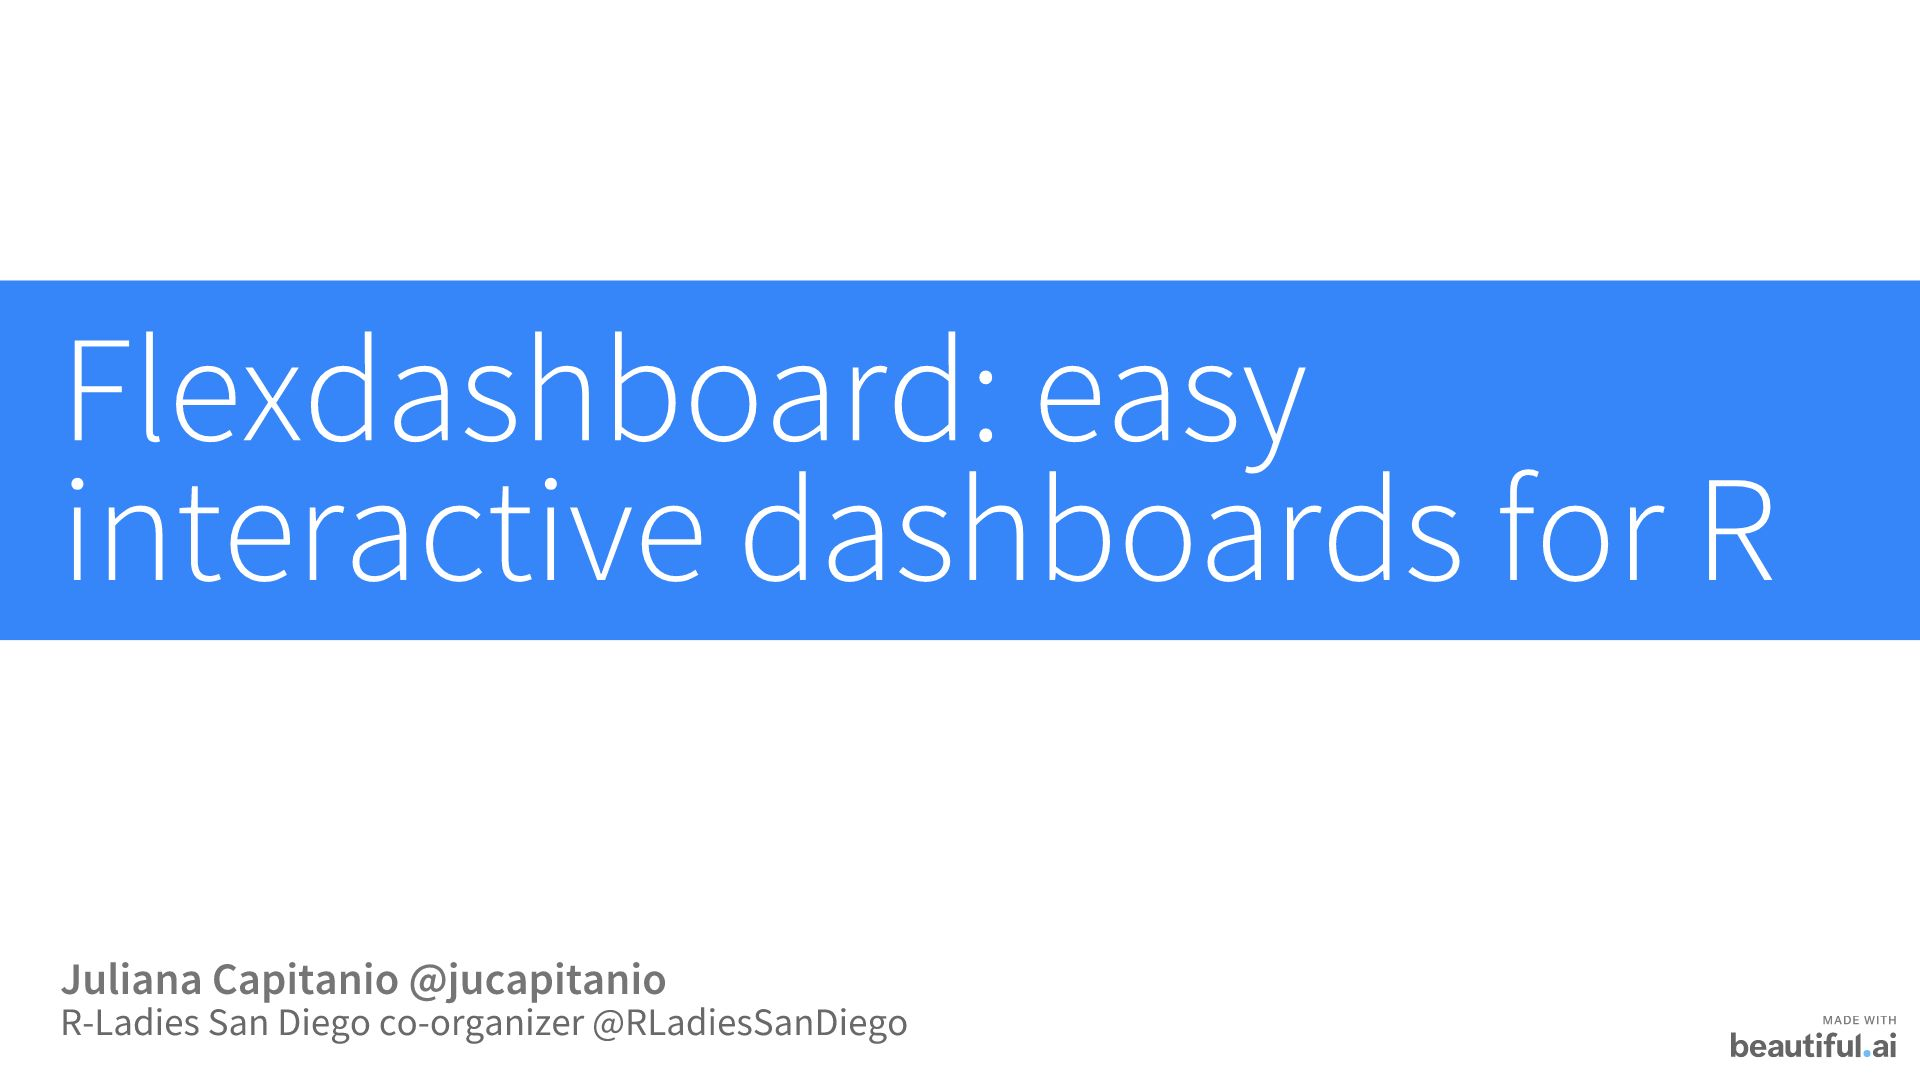 Flexdashboard: easy
interactive dashboards for R
Juliana Capitanio @jucapitanio
R-Ladies San Diego co-organizer @RLadiesSanDiego
MADE WITH
beautiful.ai